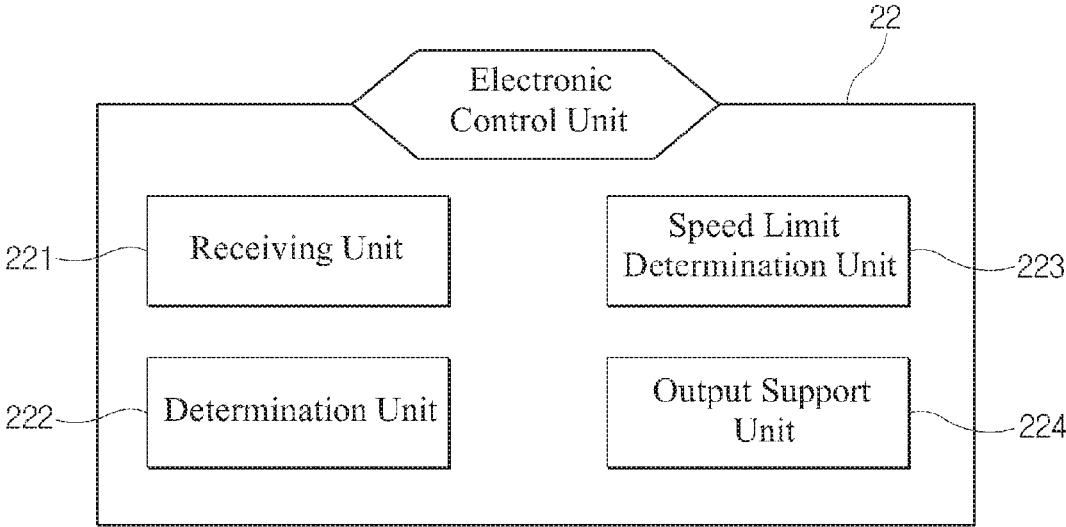 22
Electronic
Control Unit
221
Receiving Unit
Speed Limit
Determination Unit
223
222
Determination Unit
Output Support
Unit
224